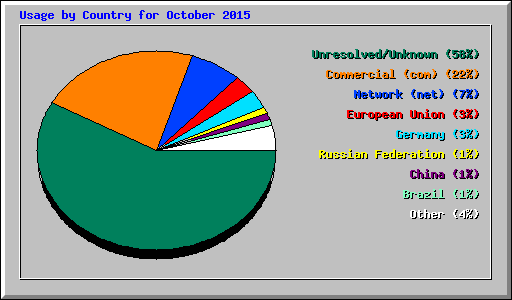 Usage by Country for October 2015
Unresolved/Unknown (58%)
Commercial (com) (22%)
Network (net) (7%)
European Union (3%)
Germany (3%)
Russian Federation (1%)
China (1%)
Brazil (1%)
Other (4%)